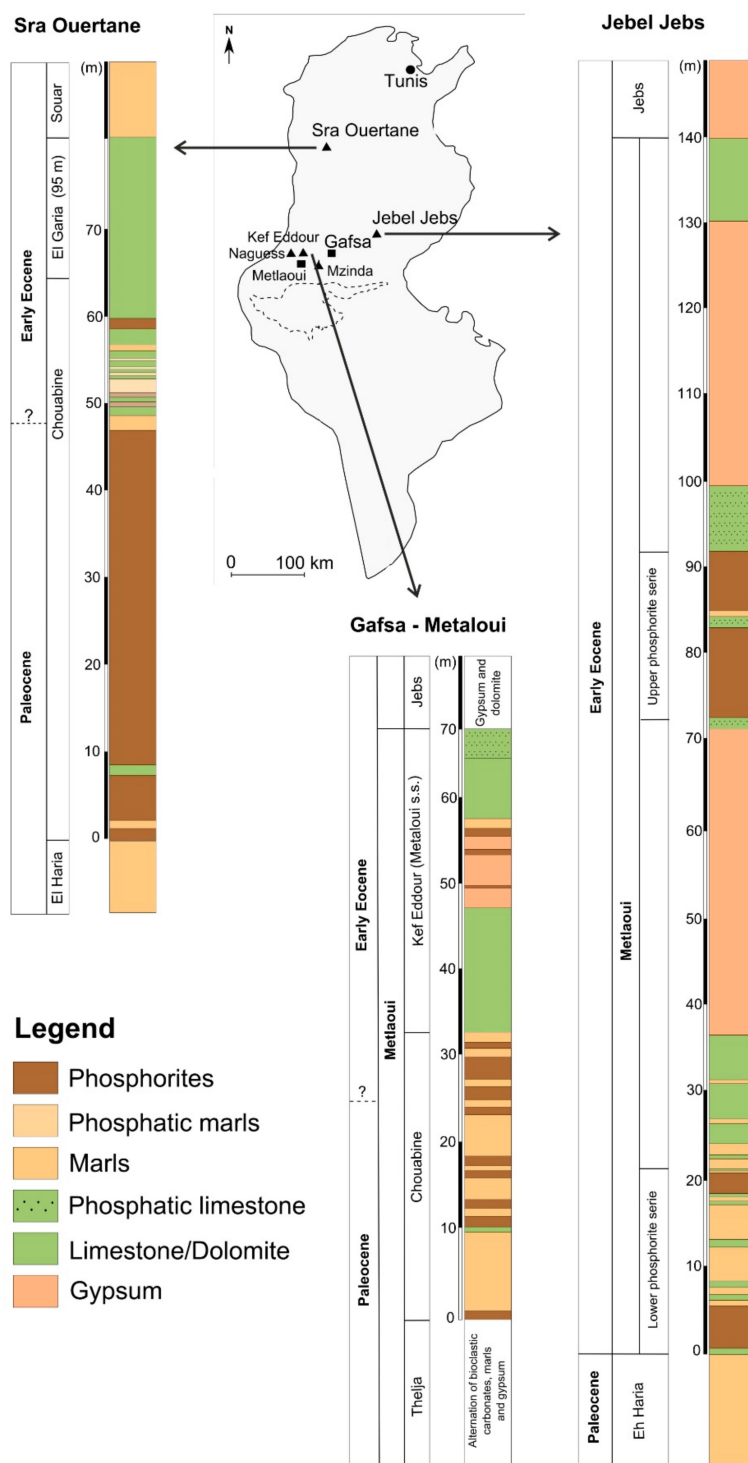 Sra Ouertane
(m)
Souar
El Garia (95 m)
Chouabine
El Haria
Early Eocene
?
Paleocene
70
60
50
40
30
20
10
0
N
Tunis
Sra Ouertane
Jebel Jebs
Kef Eddour
Gafsa
Naguess
Metlaoui
Mzinda
0
100 km
Gafsa - Metaloui
(m)
Early Eocene
?
Paleocene
Metlaoui
Jebs
Kef Eddour (Metaloui s.s.)
Chouabine
Thelja
70
60
50
40
30
20
10
0
Gypsum and
dolomite
Alternation of bioclastic
carbonates, marls
and gypsum
Jebel Jebs
(m)
Early Eocene
Paleocene
Jebs
Metlaoui
Eh Haria
Upper phosphorite serie
Lower phosphorite serie
140
130
120
110
100
90
80
70
60
50
40
30
20
10
0
Legend
Phosphorites
Phosphatic marls
Marls
Phosphatic limestone
Limestone/Dolomite
Gypsum